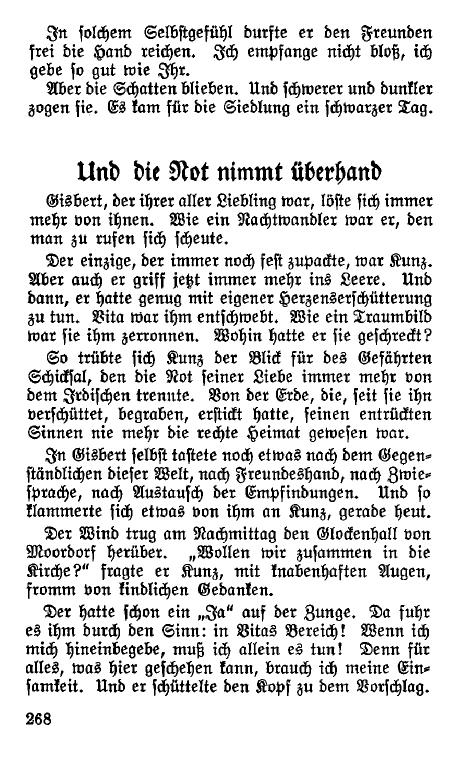 In solchem Selbstgefühl durfte er den Freunden
frei die Hand reichen. Ich empfange nicht bloß, ich
gebe so gut wie Ihr.
Aber die Schatten blieben. Und schwerer und dunkler
zogen sie. Es kam für die Siedlung ein schwarzer Tag.
Und die Not nimmt überhand
Gisbert, der ihrer aller Liebling war, löste sich immer
mehr von ihnen. Wie ein Nachtwandler war er, den
man zu rufen sich scheute.
Der einzige, der immer noch fest zupackte, war Kunz.
Aber auch er griff jetzt immer mehr ins Leere. Und
dann, er hatte genug mit eigener Herzenserschütterung
zu tun. Vita war ihm entschwebt. Wie ein Traumbild
war sie ihm zerronnen. Wohin hatte er sie geschreckt?
So trübte sich Kunz der Blick für des Gefährten
Schicksal, den die Not seiner Liebe immer mehr von
dem Irdischen trennte. Von der Erde, die, seit sie ihn
verschüttet, begraben, erstickt hatte, seinen entrückten
Sinnen nie mehr die rechte Heimat gewesen war.
In Gisbert selbst tastete noch etwas nach dem Gegen-
ständlichen dieser Welt, nach Freundeshand, nach Zwie-
sprache, nach Austausch der Empfindungen. Und so
klammerte sich etwas von ihm an Kunz, gerade heut.
Der Wind trug am Nachmittag den Glockenhall von
Moordorf herüber. „Wollen wir zusammen in die
Kirche?“ fragte er Kunz, mit knabenhaften Augen,
fromm von kindlichen Gedanken.
Der hatte schon ein „Ja“ auf der Zunge. Da fuhr
es ihm durch den Sinn: in Vitas Bereich! Wenn ich
mich hineinbegebe, muß ich allein es tun! Denn für
alles, was hier geschehen kann, brauch ich meine Ein-
samkeit. Und er schüttelte den Kopf zu dem Vorschlag.
268